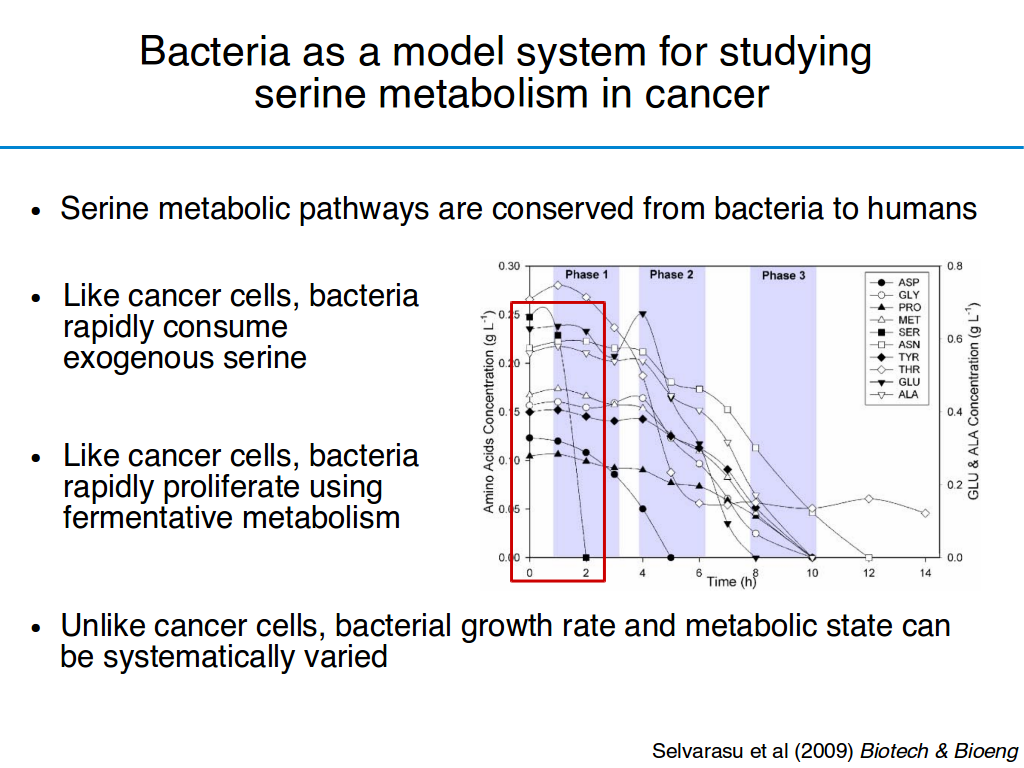 Bacteria as a model system for studying
serine metabolism in cancer
• Serine metabolic pathways are conserved from bacteria to humans
• Like cancer cells, bacteria
rapidly consume
exogenous serine
• Like cancer cells, bacteria
rapidly proliferate using
fermentative metabolism
Phase 1 Phase 2 Phase 3
Amino Acids Concentration (g L⁻¹)
0.30
0.25
0.20
0.15
0.10
0.05
0.00
ASP
GLY
PRO
MET
SER
ASN
TYR
THR
GLU
ALA
0.8
0.6
0.4
0.2
0.0
GLU & ALA Concentration (g L⁻¹)
0 2 4 6 8 10 12 14
Time (h)
• Unlike cancer cells, bacterial growth rate and metabolic state can
be systematically varied
Selvarasu et al (2009) Biotech & Bioeng